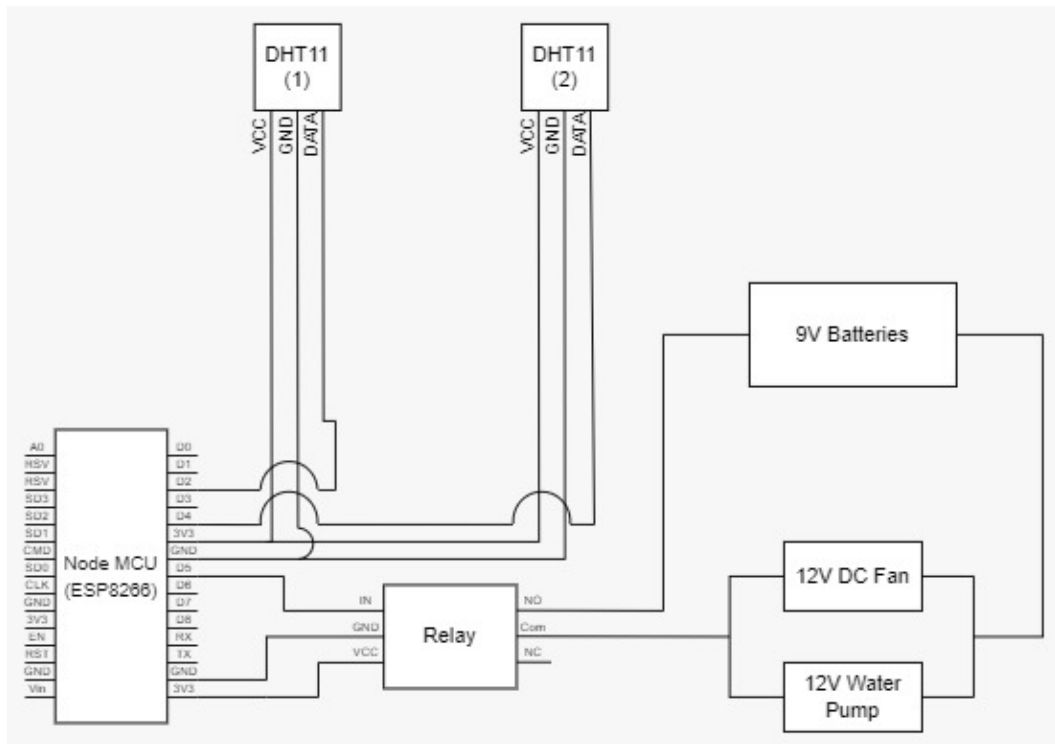 DHT11
(1)
VCC
GND
DATA
DHT11
(2)
VCC
GND
DATA
9V Batteries
A0
RSV
RSV
SD3
SD2
SD1
CMD
SD0
CLK
GND
3V3
EN
RST
GND
Vin
Node MCU
(ESP8266)
D0
D1
D2
D3
D4
3V3
GND
D5
D6
D7
D8
RX
TX
GND
3V3
IN
GND
VCC
Relay
NO
Com
NC
12V DC Fan
12V Water
Pump